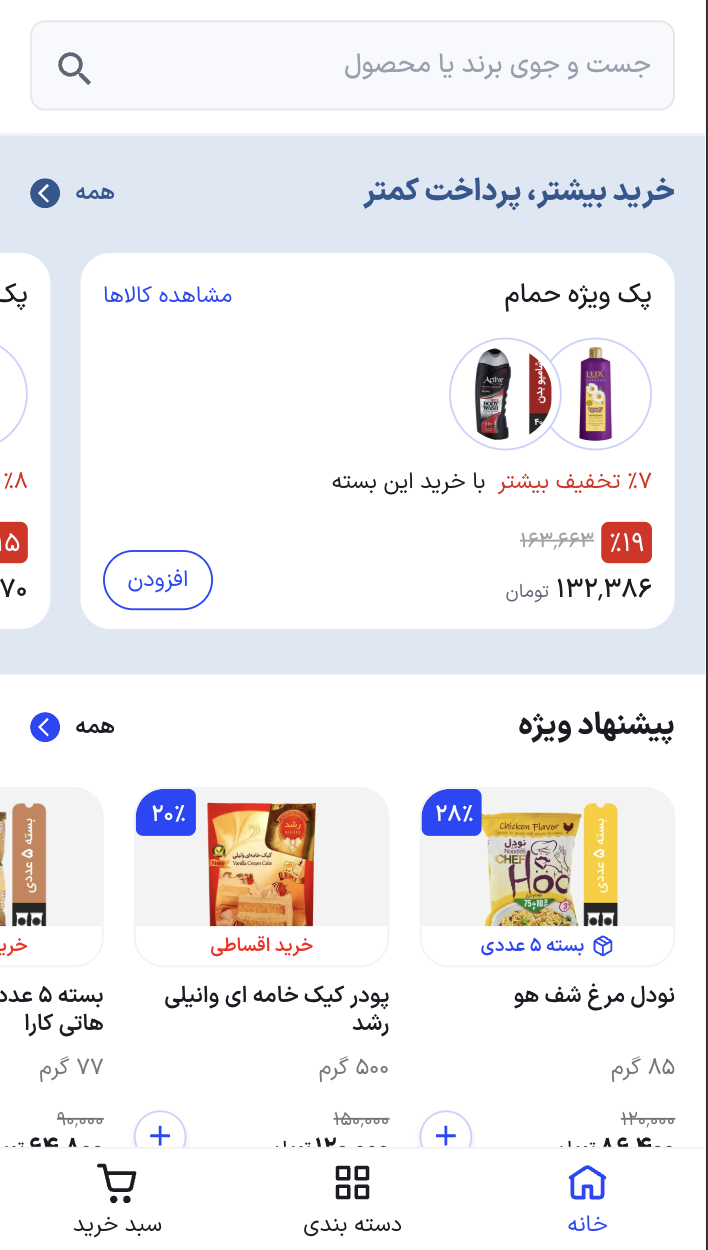 جست و جوی برند یا محصول
خرید بیشتر، پرداخت کمتر
همه
پک ویژه حمام
مشاهده کالاها
پک
LUX
Active
BODY WASH
شامپو بدن
٪۷ تخفیف بیشتر با خرید این بسته
٪۸
٪۱۹
۱۶۳,۶۶۳
۱۵
۱۳۲,۳۸۶ تومان
۷۰
افزودن
پیشنهاد ویژه
همه
۲۸٪
Chicken Flavor
نودل
Noodles
CHEF
Hoo
75+10
بسته ۵ عددی
بسته ۵ عددی
۲۰٪
رشد
کیک خامه‌ای وانیلی
Vanilla Cream Cake
New
خرید اقساطی
بسته ۵ عددی
خرید
نودل مرغ شف هو
۸۵ گرم
۱۲۰,۰۰۰
۸۶,۴۰۰ تومان
پودر کیک خامه ای وانیلی
رشد
۵۰۰ گرم
۱۵۰,۰۰۰
۱۲۰,۰۰۰ تومان
بسته ۵ عدد
هاتی کارا
۷۷ گرم
۹۰,۰۰۰
۶۴,۸۰۰
خانه
دسته بندی
سبد خرید